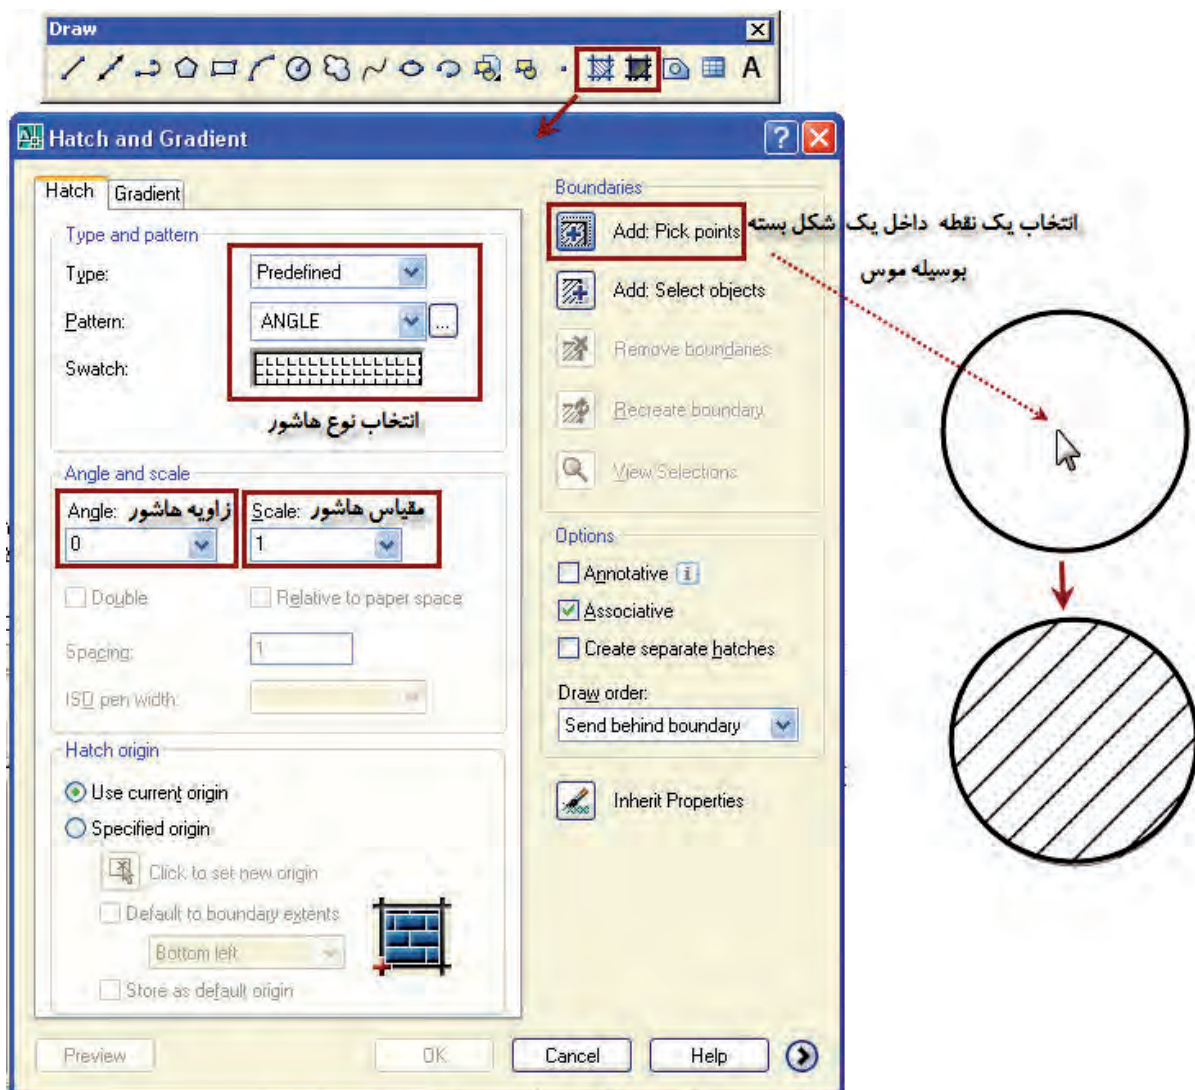 Draw
A
Hatch and Gradient
Hatch
Gradient
Type and pattern
Type:
Predefined
Pattern:
ANGLE
...
Swatch:
انتخاب نوع هاشور
Angle and scale
Angle: زاویه هاشور
Scale: مقیاس هاشور
0
1
Double
Relative to paper space
Spacing:
1
ISO pen width:
Hatch origin
Use current origin
Specified origin
Click to set new origin
Default to boundary extents
Bottom left
Store as default origin
Boundaries
Add: Pick points
انتخاب یک نقطه داخل یک شکل بسته
بوسیله موس
Add: Select objects
Remove boundaries
Recreate boundary
View Selections
Options
Annotative
Associative
Create separate hatches
Draw order:
Send behind boundary
Inherit Properties
Preview
OK
Cancel
Help